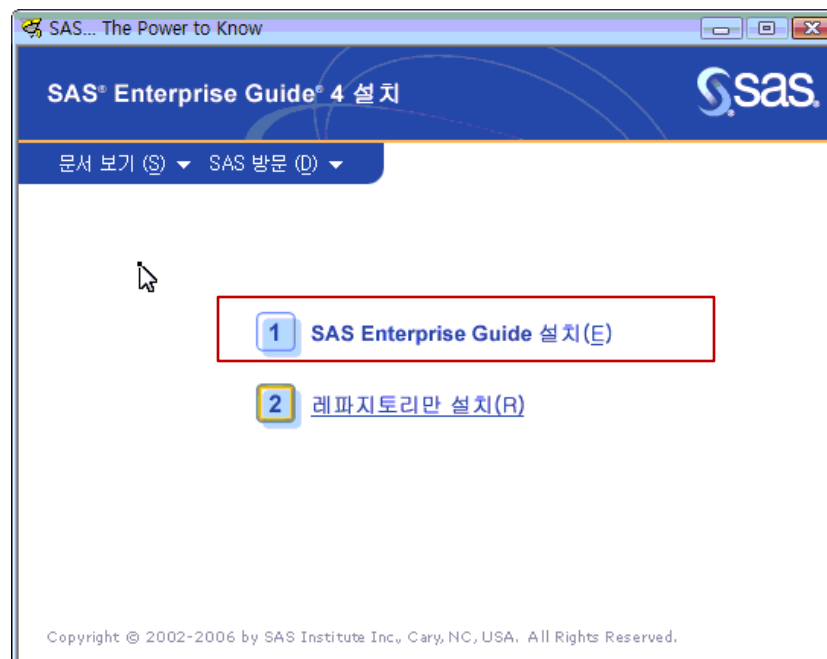 SAS... The Power to Know
SAS® Enterprise Guide® 4 설치
sas.
문서 보기 (S) SAS 방문 (D)
1 SAS Enterprise Guide 설치(E)
2 레파지토리만 설치(R)
Copyright © 2002-2006 by SAS Institute Inc., Cary, NC, USA. All Rights Reserved.